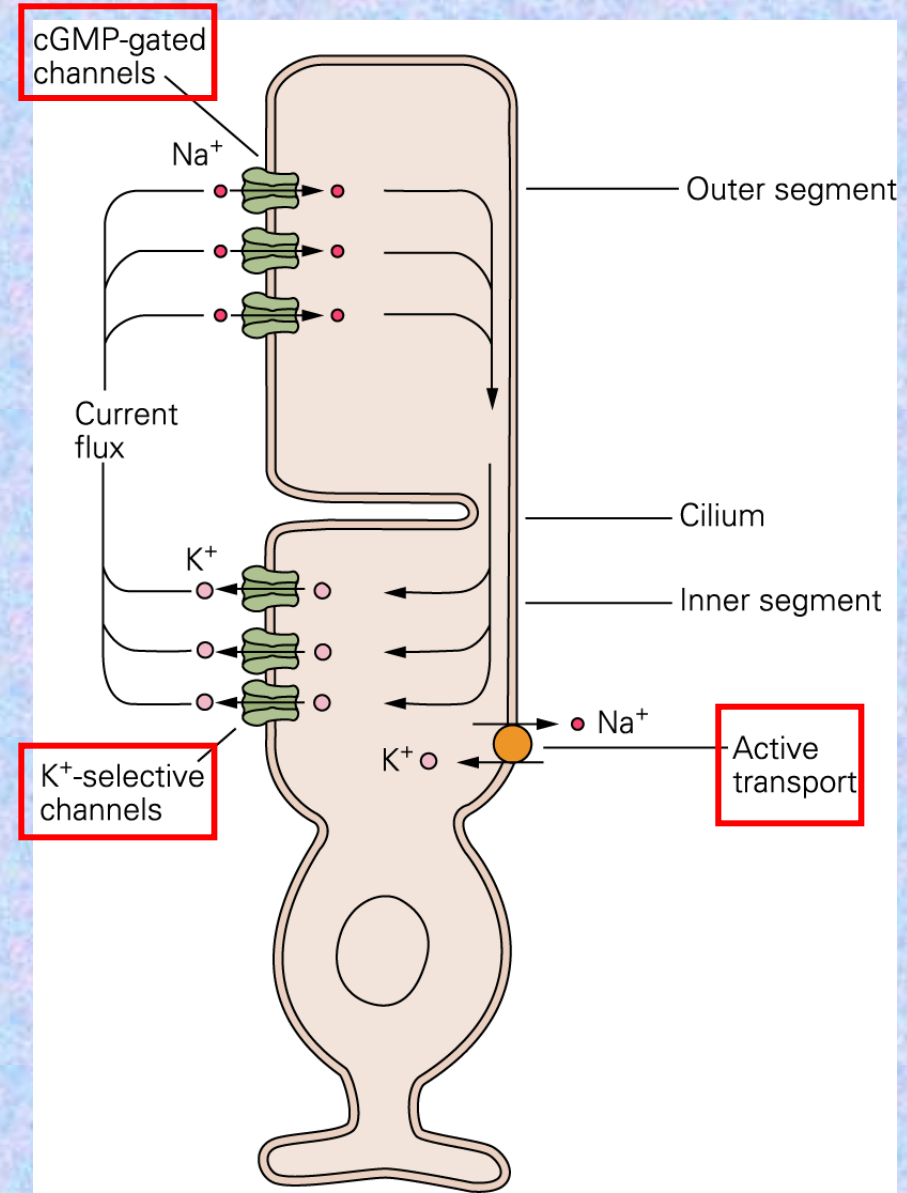 cGMP-gated
channels
Na⁺
Outer segment
Current
flux
Cilium
K⁺
Inner segment
Na⁺
K⁺
Active
transport
K⁺-selective
channels